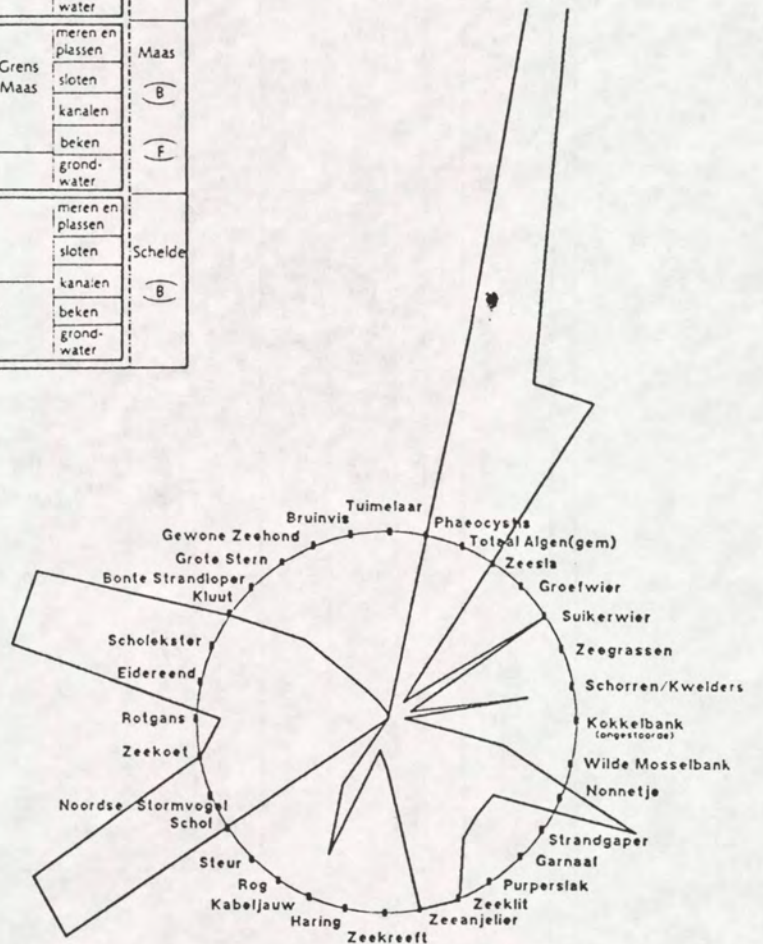 water
Grens
Maas
meren en
plassen
sloten
kanalen
beken
grond-
water
Maas
B
F
meren en
plassen
sloten
kanalen
beken
grond-
water
Schelde
B
Tuimelaar
Phaeocystis
Totaal Algen(gem)
Zeesla
Groefwier
Suikerwier
Zeegrassen
Schorren/Kwelders
Kokkelbank
(ongestoorde)
Wilde Mosselbank
Nonnetje
Strandgaper
Garnaal
Purperslak
Zeeklit
Zeeanjelier
Zeekreeft
Haring
Kabeljauw
Rog
Steur
Schol
Noordse Stormvogel
Zeekoet
Rotgans
Eidereend
Scholekster
Kluut
Bonte Strandloper
Grote Stern
Gewone Zeehond
Bruinvis